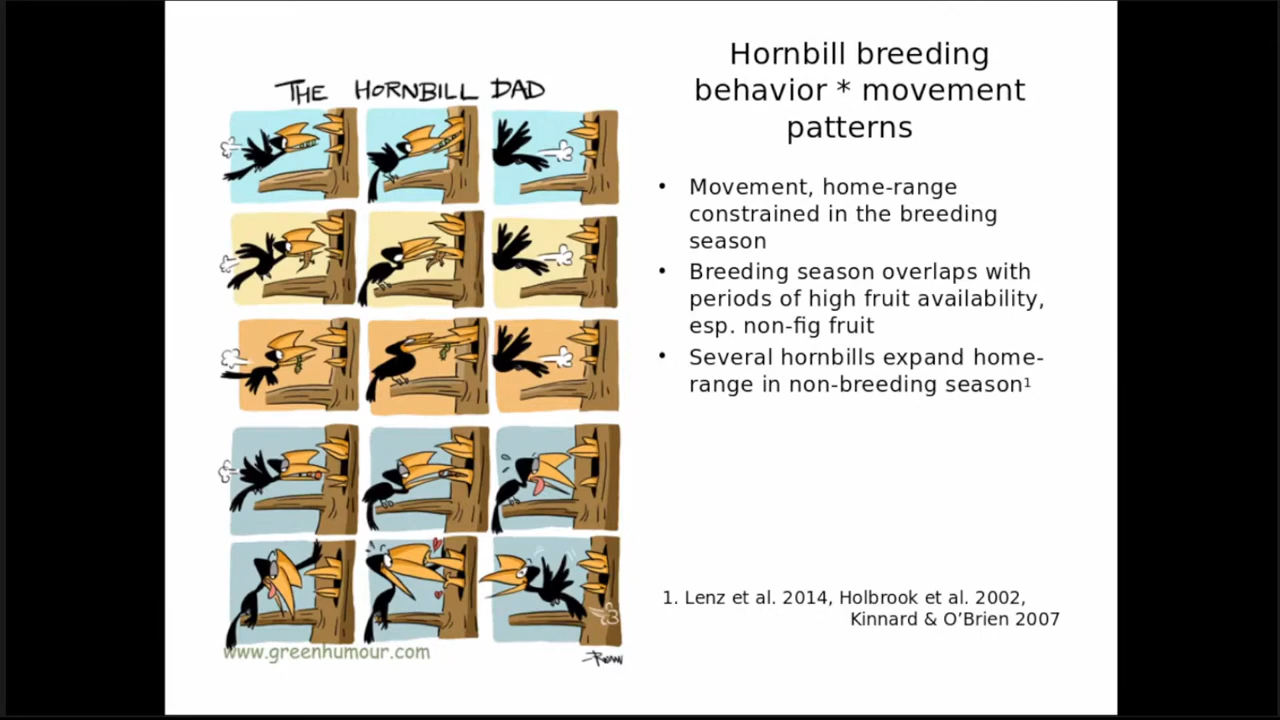 THE HORNBILL DAD
www.greenhumour.com
Hornbill breeding
behavior * movement
patterns
• Movement, home-range
constrained in the breeding
season
• Breeding season overlaps with
periods of high fruit availability,
esp. non-fig fruit
• Several hornbills expand home-
range in non-breeding season1
1. Lenz et al. 2014, Holbrook et al. 2002,
Kinnard & O’Brien 2007